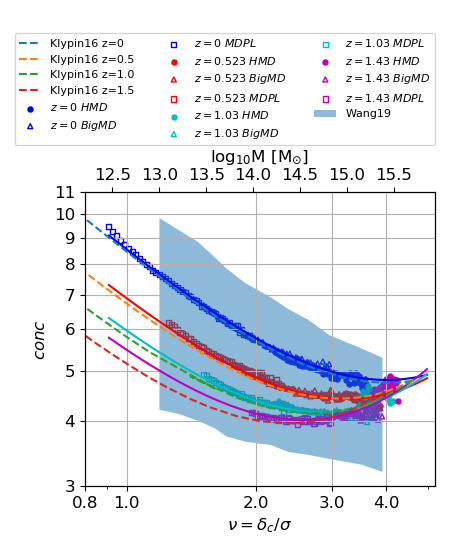 Klypin16 z=0
Klypin16 z=0.5
Klypin16 z=1.0
Klypin16 z=1.5
z = 0 HMD
z = 0 BigMD
z = 0 MDPL
z = 0.523 HMD
z = 0.523 BigMD
z = 0.523 MDPL
z = 1.03 HMD
z = 1.03 BigMD
z = 1.03 MDPL
z = 1.43 HMD
z = 1.43 BigMD
z = 1.43 MDPL
Wang19
log₁₀M [M⊙]
12.5 13.0 13.5 14.0 14.5 15.0 15.5
11
10
9
8
7
6
5
4
3
conc
0.8 1.0 2.0 3.0 4.0
ν = δc/σ